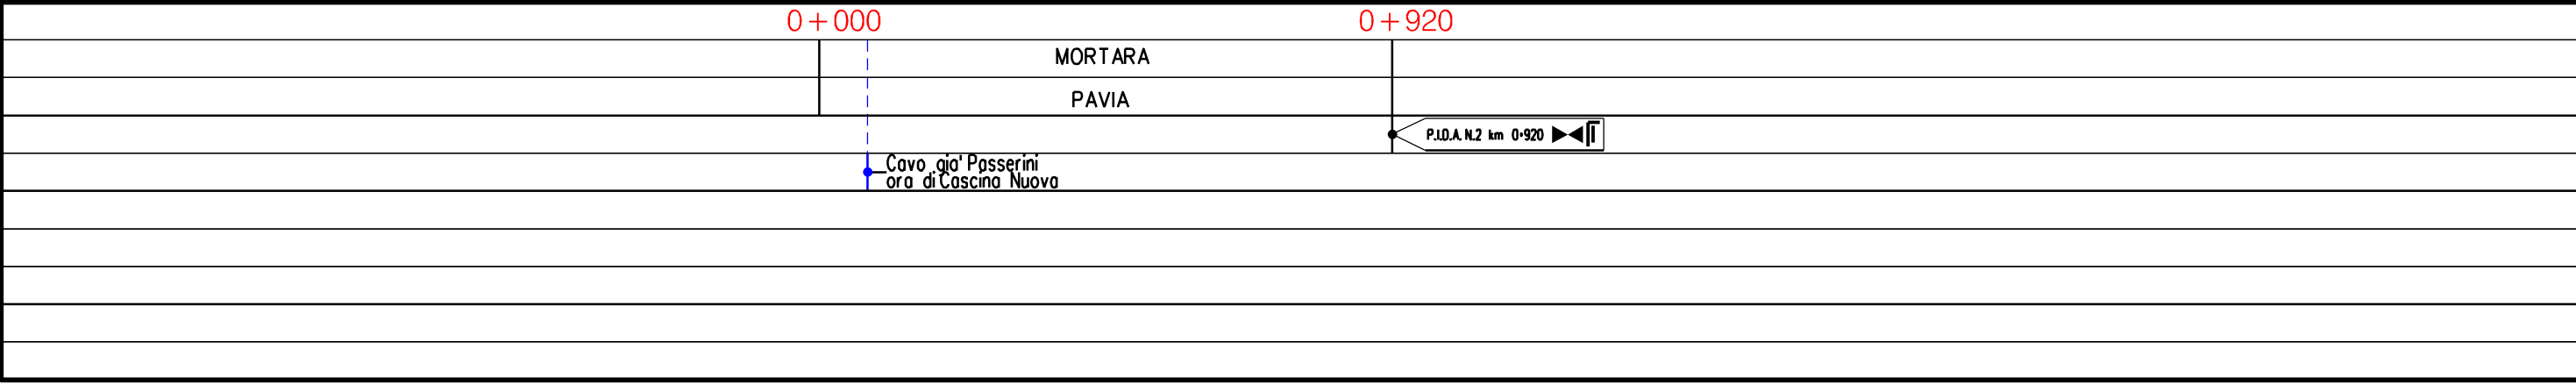 0+000 0+920
MORTARA
PAVIA
P.I.D.A. N.2 km 0+920
Cavo gia' Passerini
ora di Cascina Nuova